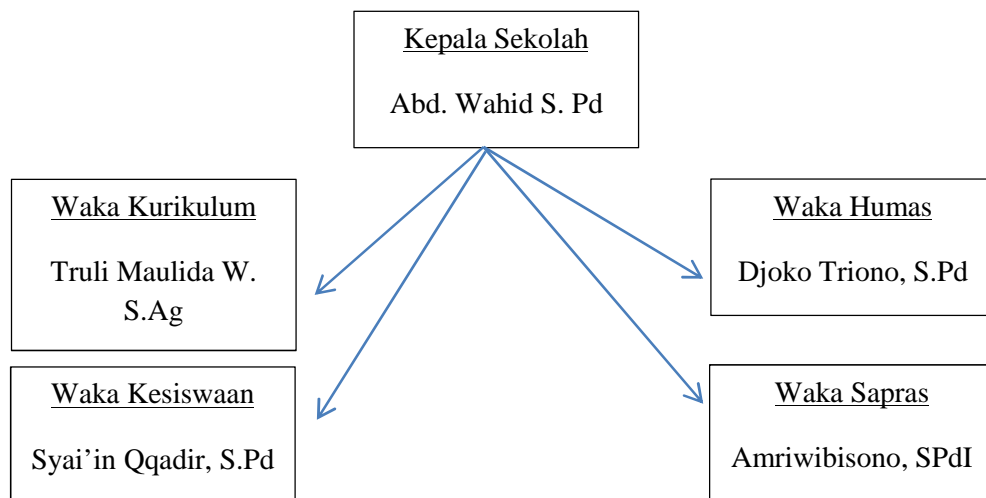 Kepala Sekolah
Abd. Wahid S. Pd
Waka Kurikulum
Truli Maulida W.
S.Ag
Waka Humas
Djoko Triono, S.Pd
Waka Kesiswaan
Syai’in Qqadir, S.Pd
Waka Sapras
Amriwibisono, SPdI